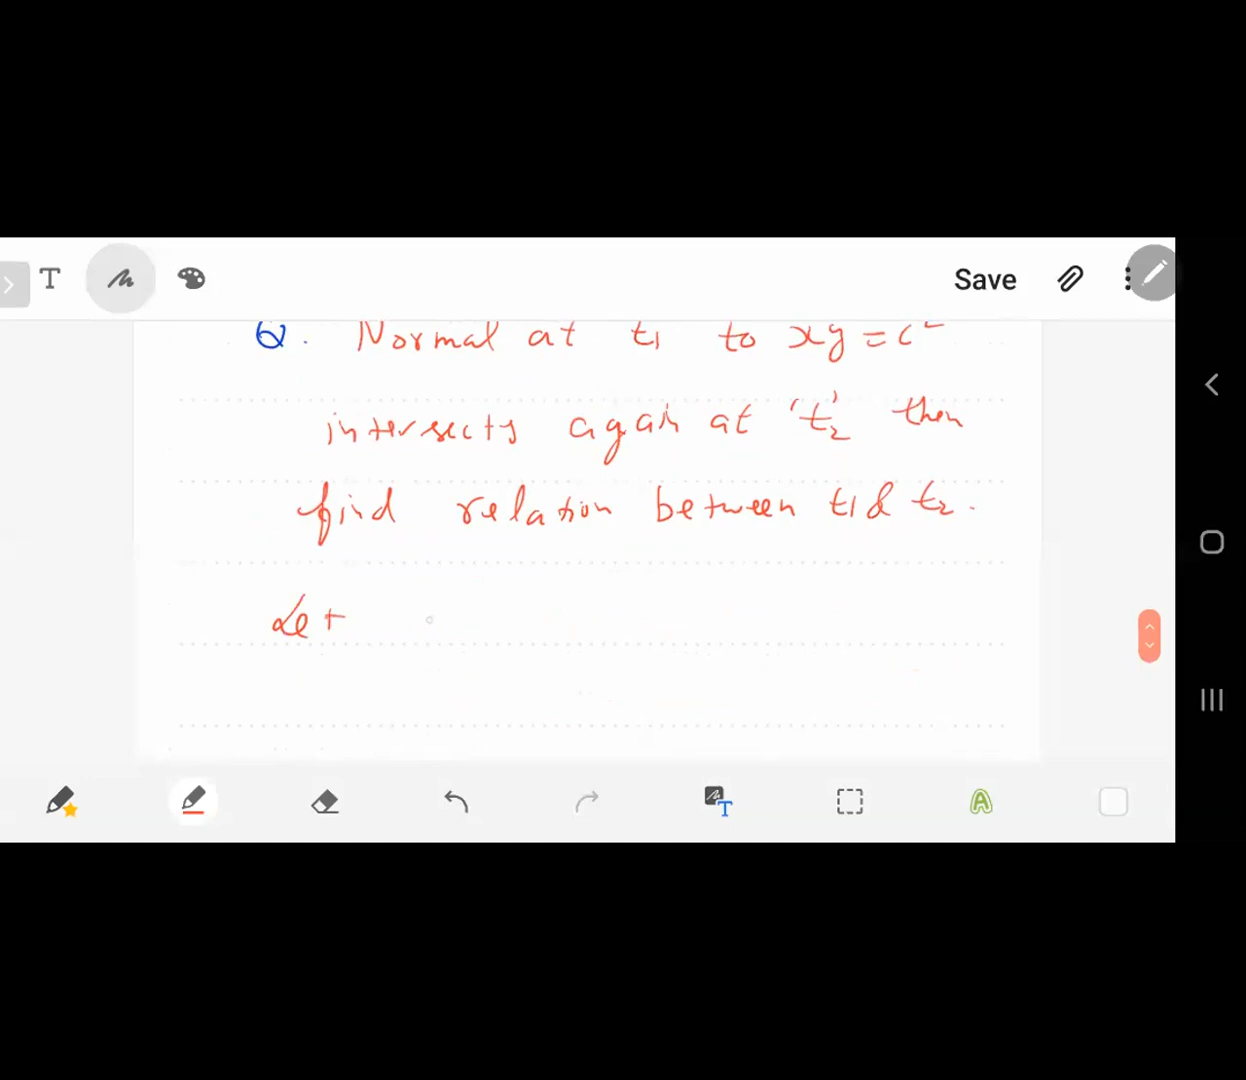 T Save
Q. Normal at t₁ to xy = c²
intersects again at 't₂' then
find relation between t₁ & t₂.
Let
T
A